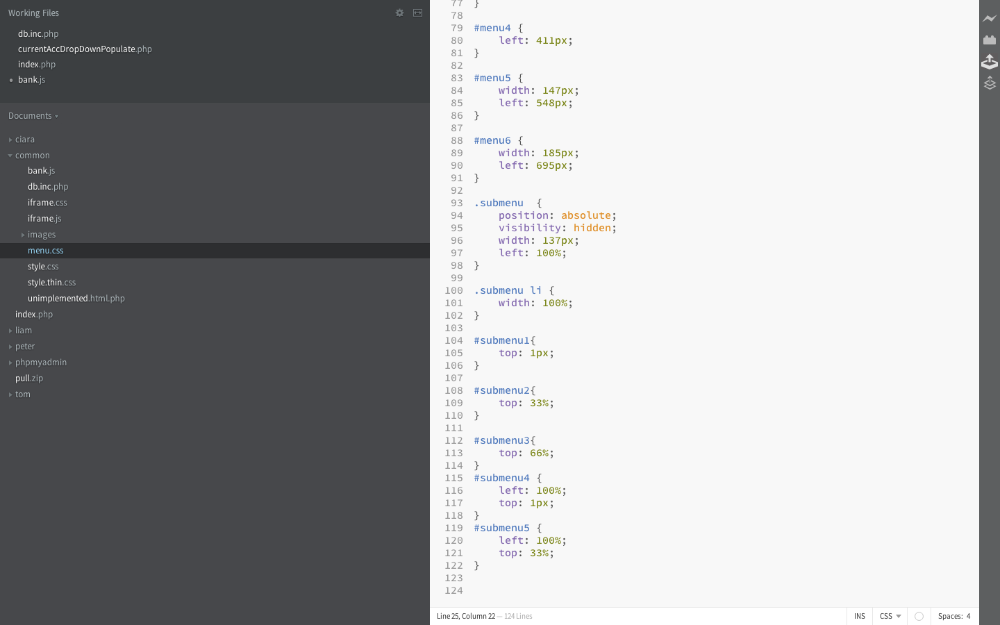 Working Files
db.inc.php
currentAccDropDownPopulate.php
index.php
bank.js
Documents
ciara
common
bank.js
db.inc.php
iframe.css
iframe.js
images
menu.css
style.css
style.thin.css
unimplemented.html.php
index.php
liam
peter
phpmyadmin
pull.zip
tom
77 }
78
79 #menu4 {
80     left: 411px;
81 }
82
83 #menu5 {
84     width: 147px;
85     left: 548px;
86 }
87
88 #menu6 {
89     width: 185px;
90     left: 695px;
91 }
92
93 .submenu  {
94     position: absolute;
95     visibility: hidden;
96     width: 137px;
97     left: 100%;
98 }
99
100 .submenu li {
101     width: 100%;
102 }
103
104 #submenu1{
105     top: 1px;
106 }
107
108 #submenu2{
109     top: 33%;
110 }
111
112 #submenu3{
113     top: 66%;
114 }
115 #submenu4 {
116     left: 100%;
117     top: 1px;
118 }
119 #submenu5 {
120     left: 100%;
121     top: 33%;
122 }
123
124
Line 25, Column 22 — 124 Lines INS CSS Spaces: 4